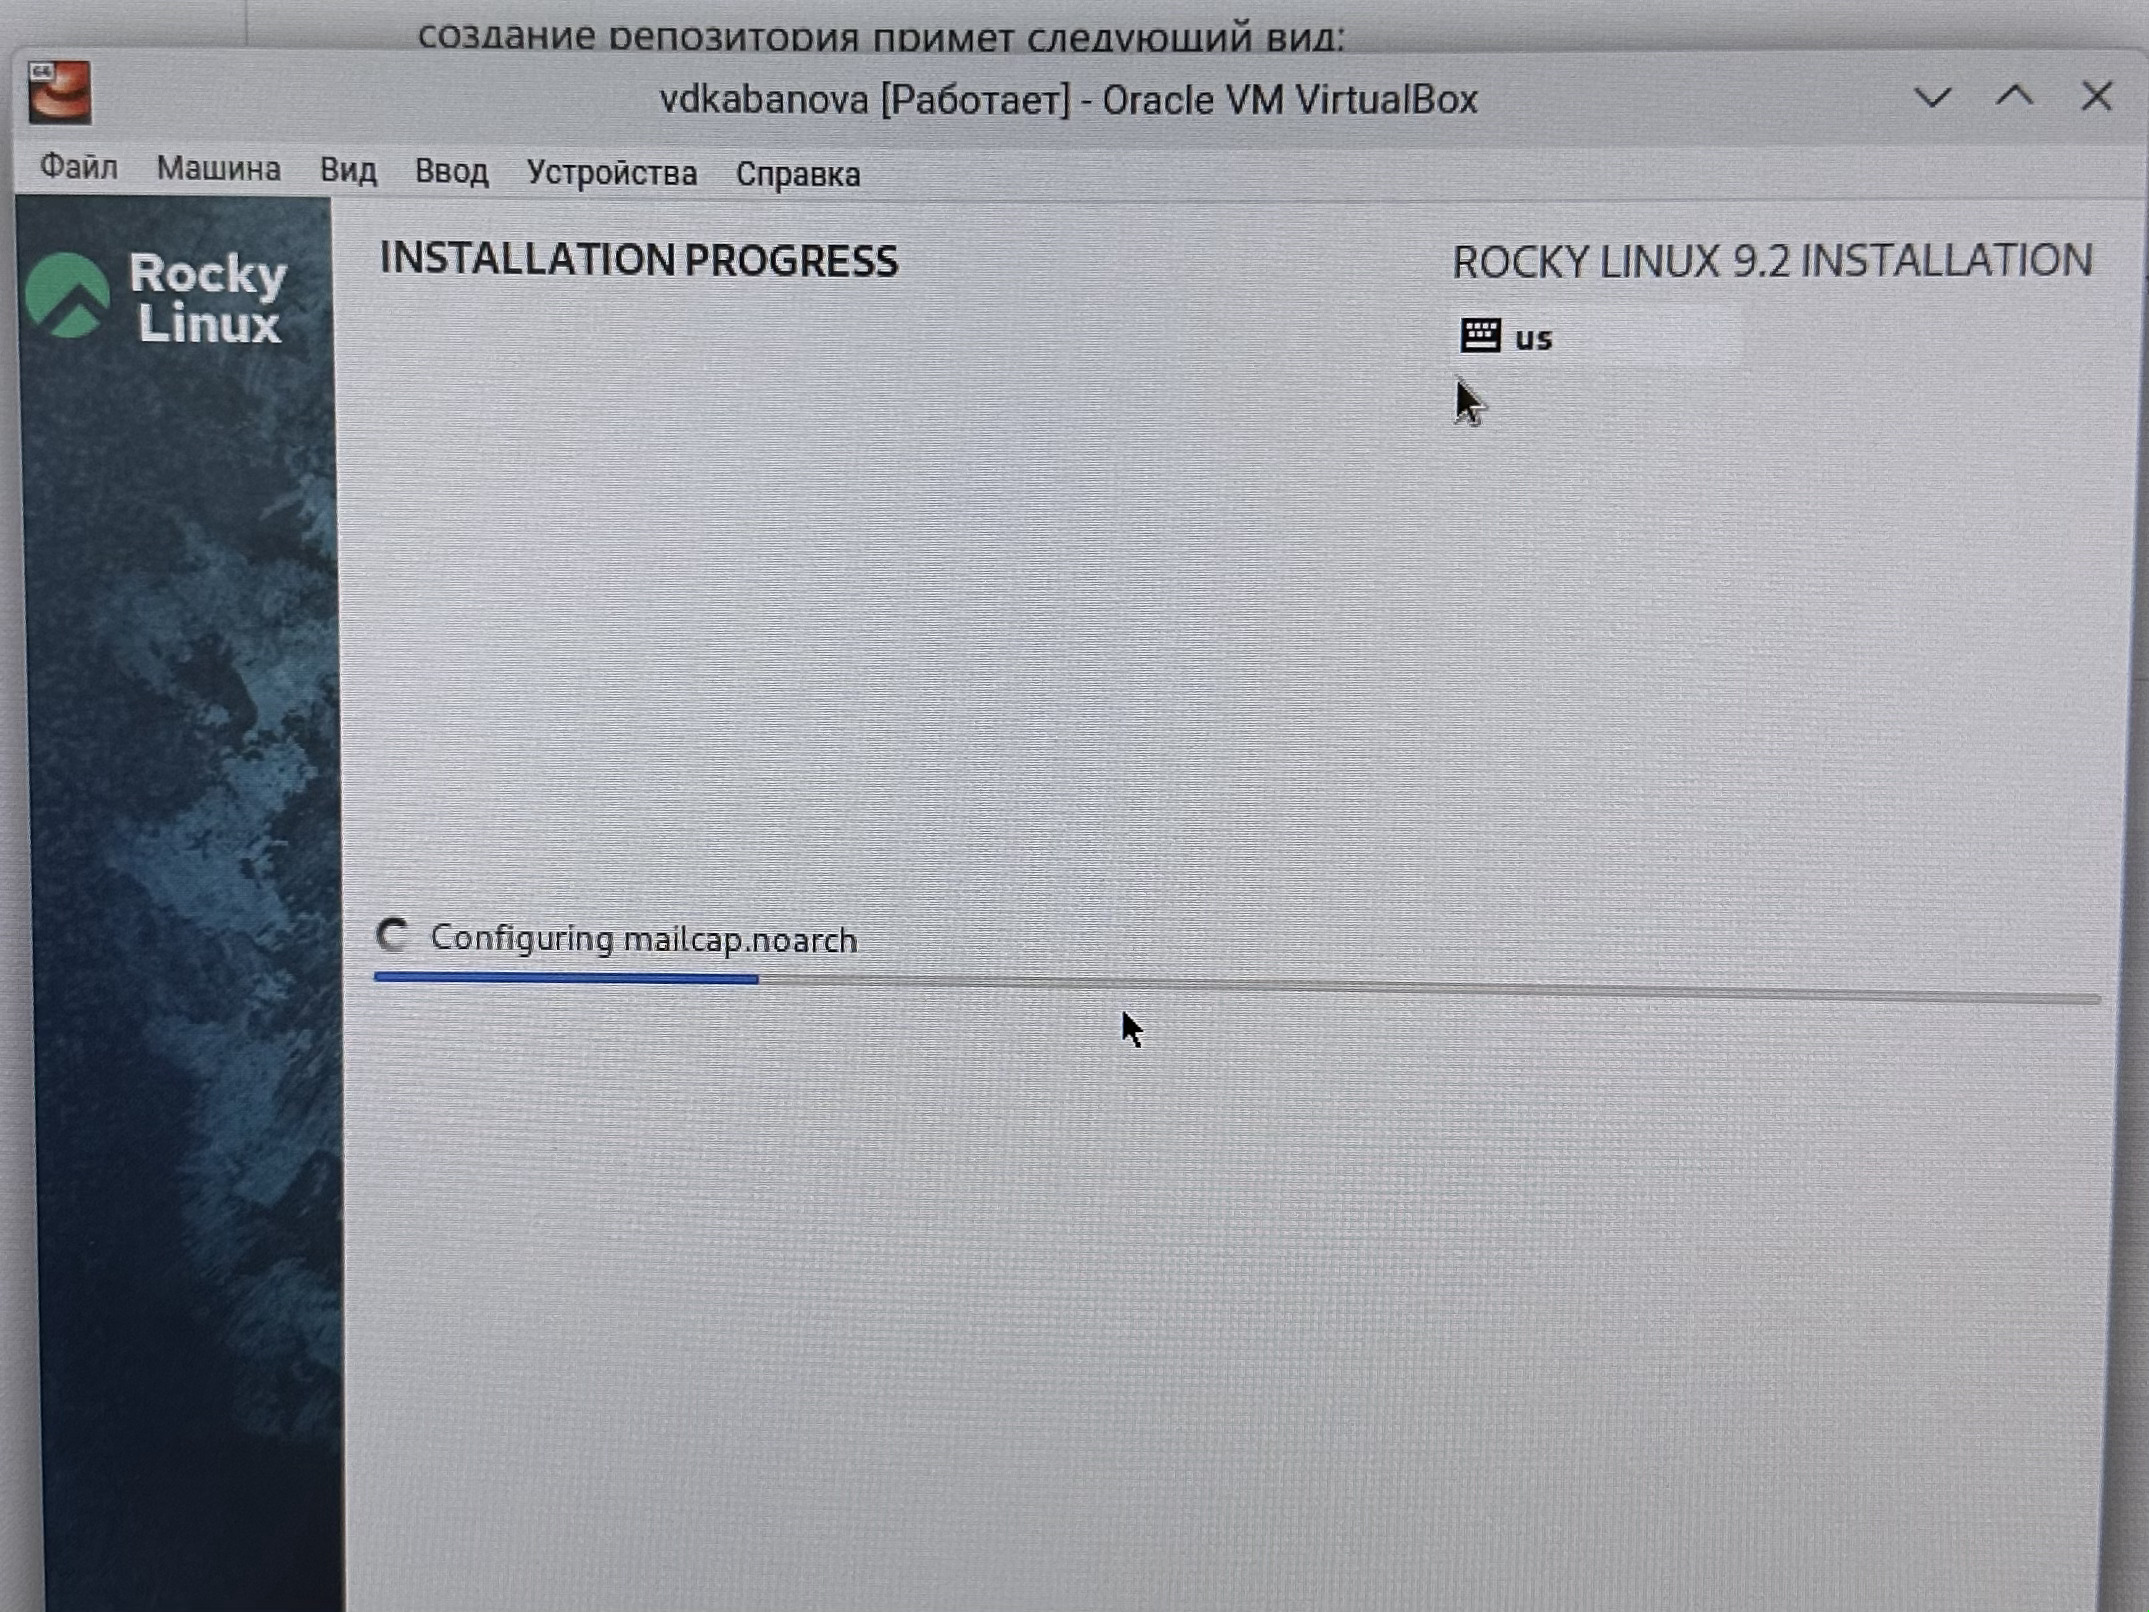 создание репозитория примет следующий вид:
64
vdkabanova [Работает] - Oracle VM VirtualBox
Файл Машина Вид Ввод Устройства Справка
Rocky
Linux
INSTALLATION PROGRESS
ROCKY LINUX 9.2 INSTALLATION
us
Configuring mailcap.noarch